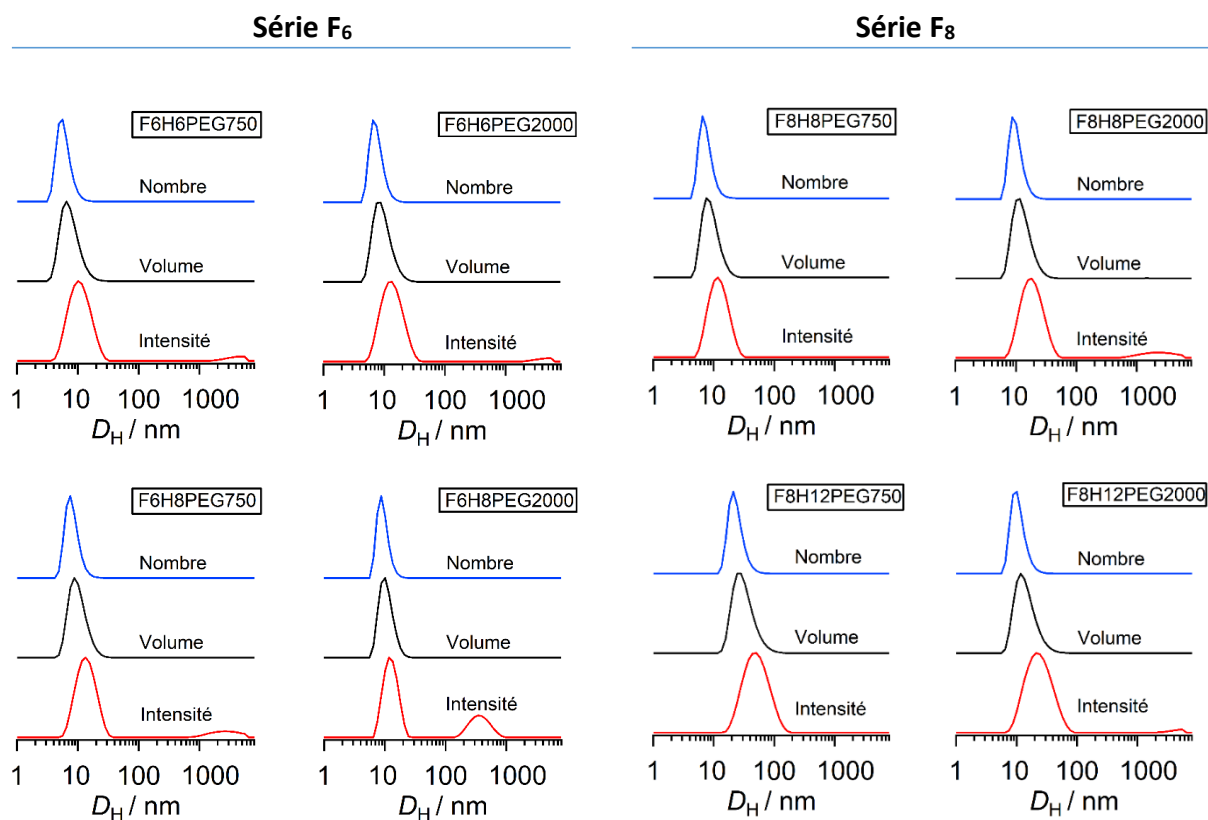 Série F6
Série F8
F6H6PEG750
Nombre
Volume
Intensité
1 10 100 1000
DH / nm
F6H6PEG2000
Nombre
Volume
Intensité
1 10 100 1000
DH / nm
F8H8PEG750
Nombre
Volume
Intensité
1 10 100 1000
DH / nm
F8H8PEG2000
Nombre
Volume
Intensité
1 10 100 1000
DH / nm
F6H8PEG750
Nombre
Volume
Intensité
1 10 100 1000
DH / nm
F6H8PEG2000
Nombre
Volume
Intensité
1 10 100 1000
DH / nm
F8H12PEG750
Nombre
Volume
Intensité
1 10 100 1000
DH / nm
F8H12PEG2000
Nombre
Volume
Intensité
1 10 100 1000
DH / nm